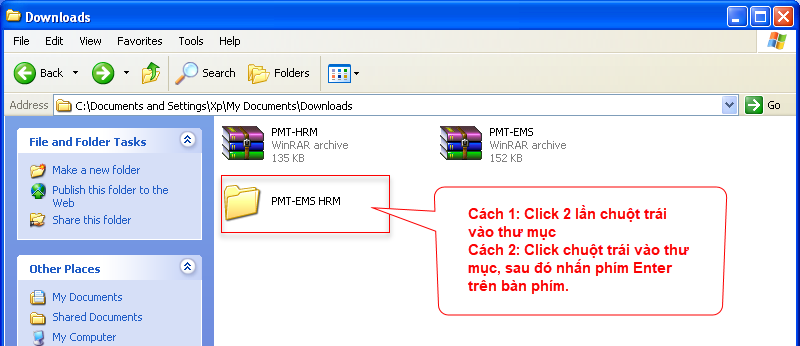 Downloads
File Edit View Favorites Tools Help
Back Search Folders
Address C:\Documents and Settings\Xp\My Documents\Downloads Go
File and Folder Tasks
Make a new folder
Publish this folder to the
Web
Share this folder
Other Places
My Documents
Shared Documents
My Computer
PMT-HRM
WinRAR archive
135 KB
PMT-EMS
WinRAR archive
152 KB
PMT-EMS HRM
Cách 1: Click 2 lần chuột trái
vào thư mục
Cách 2: Click chuột trái vào thư
mục, sau đó nhấn phím Enter
trên bàn phím.